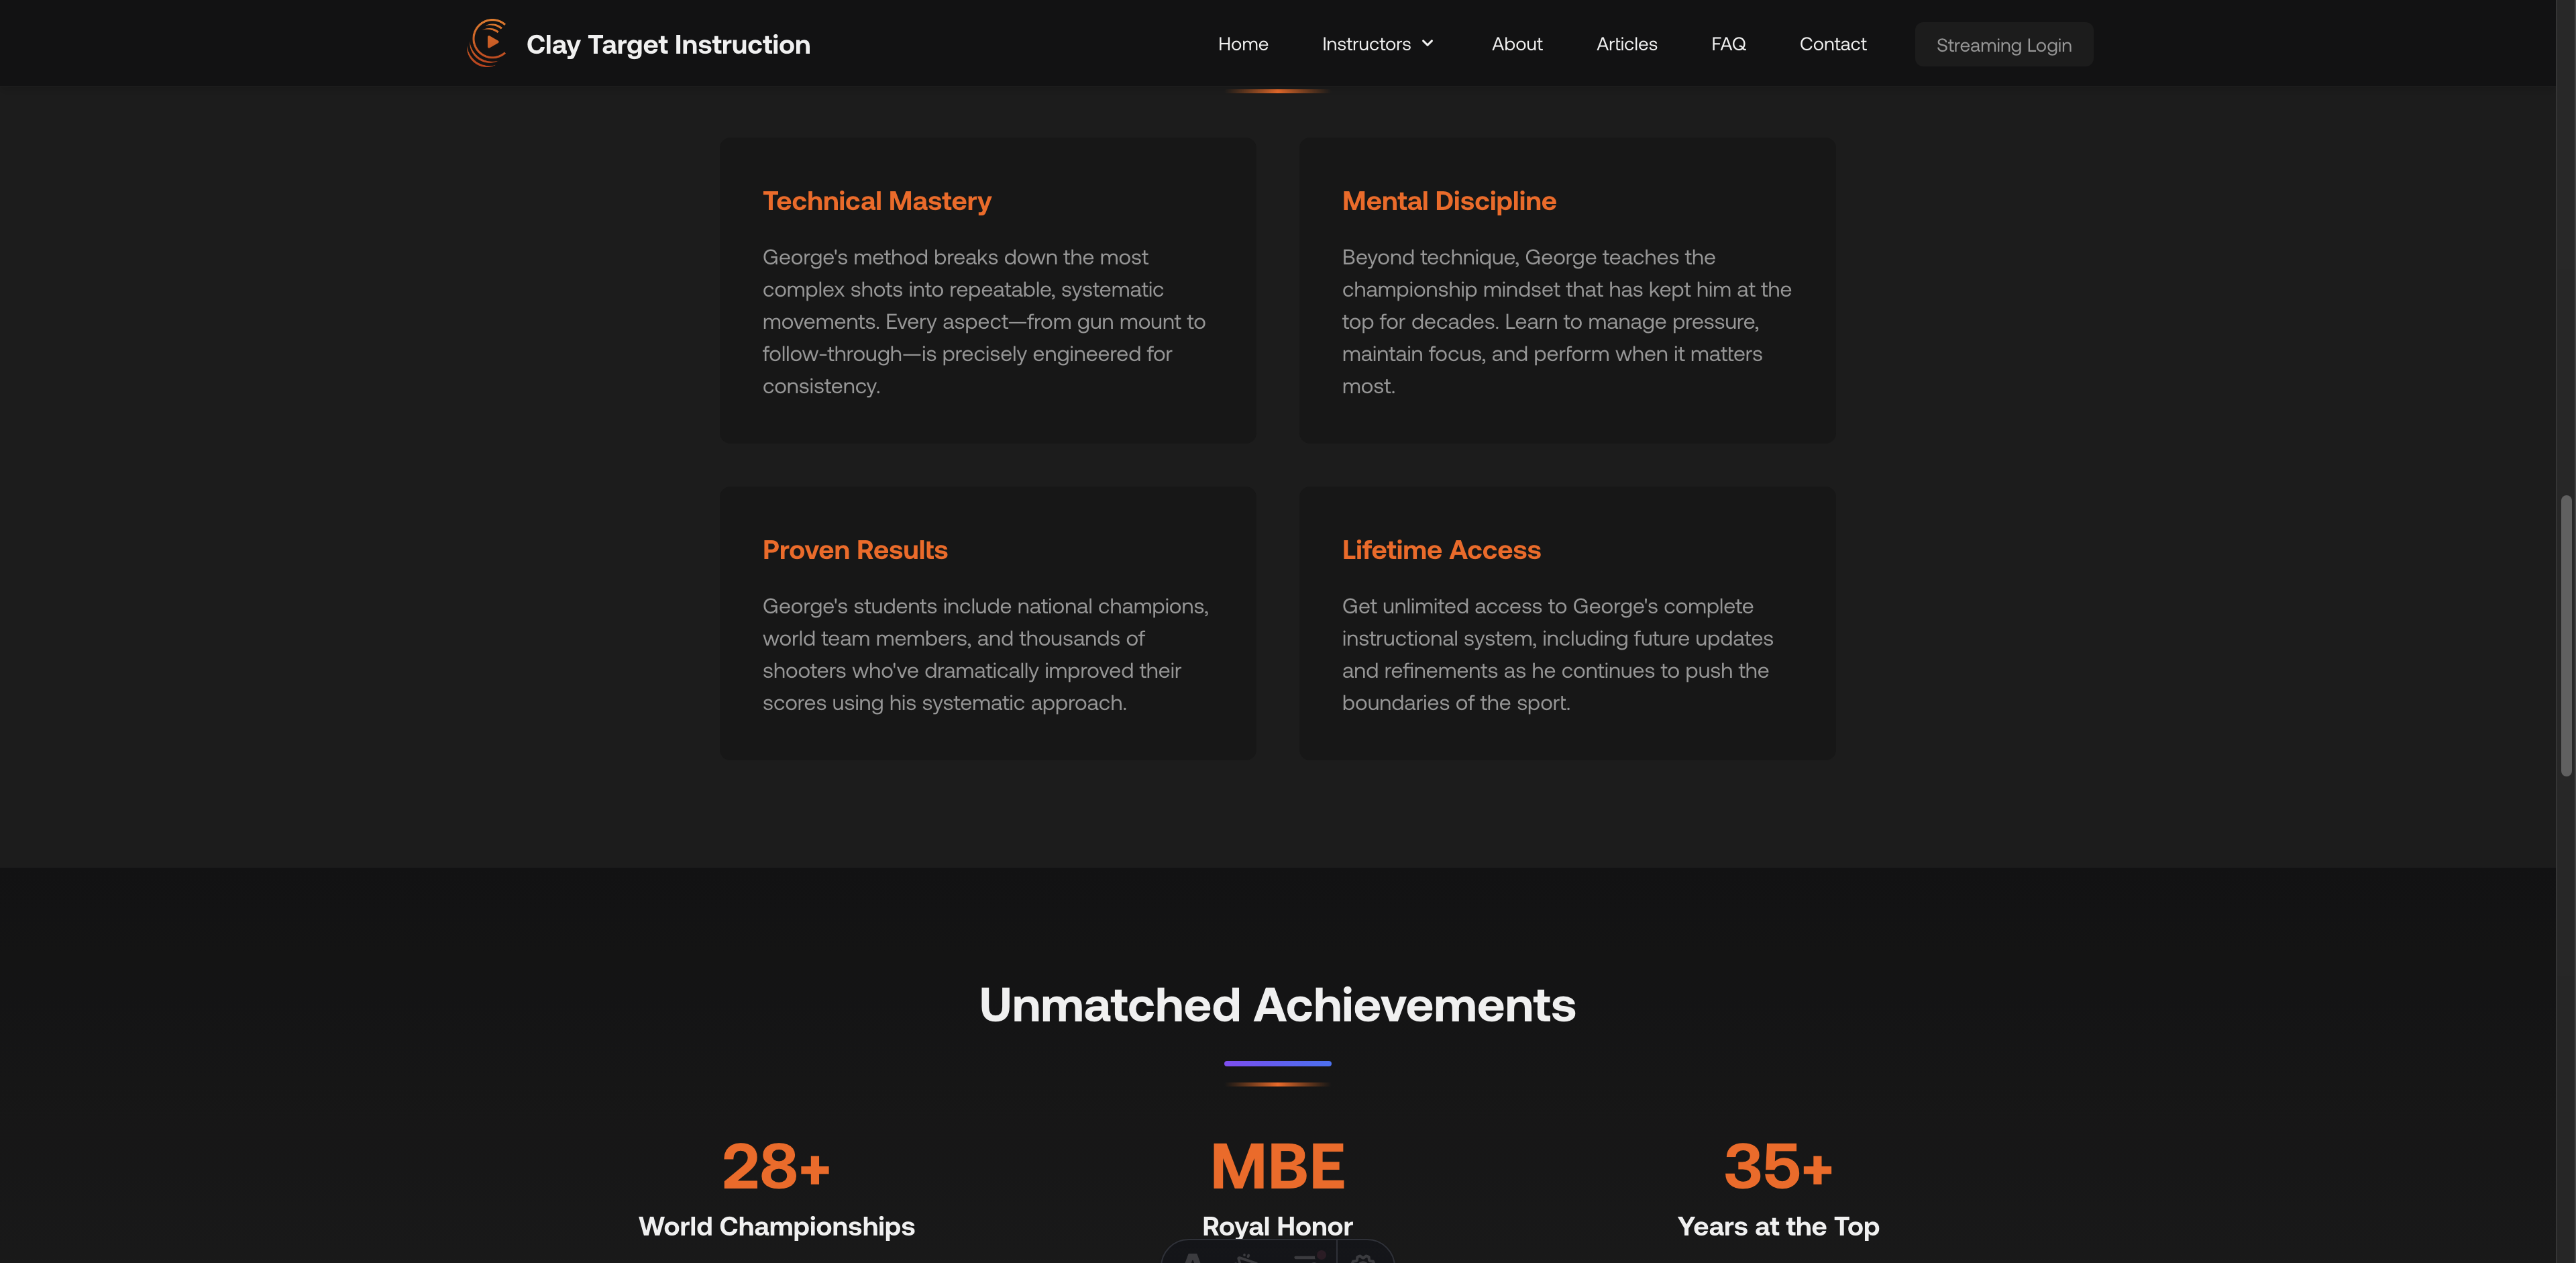 Clay Target Instruction
Home
Instructors
About
Articles
FAQ
Contact
Streaming Login
Technical Mastery
George's method breaks down the most
complex shots into repeatable, systematic
movements. Every aspect—from gun mount to
follow-through—is precisely engineered for
consistency.
Mental Discipline
Beyond technique, George teaches the
championship mindset that has kept him at the
top for decades. Learn to manage pressure,
maintain focus, and perform when it matters
most.
Proven Results
George's students include national champions,
world team members, and thousands of
shooters who've dramatically improved their
scores using his systematic approach.
Lifetime Access
Get unlimited access to George's complete
instructional system, including future updates
and refinements as he continues to push the
boundaries of the sport.
Unmatched Achievements
28+
World Championships
MBE
Royal Honor
35+
Years at the Top